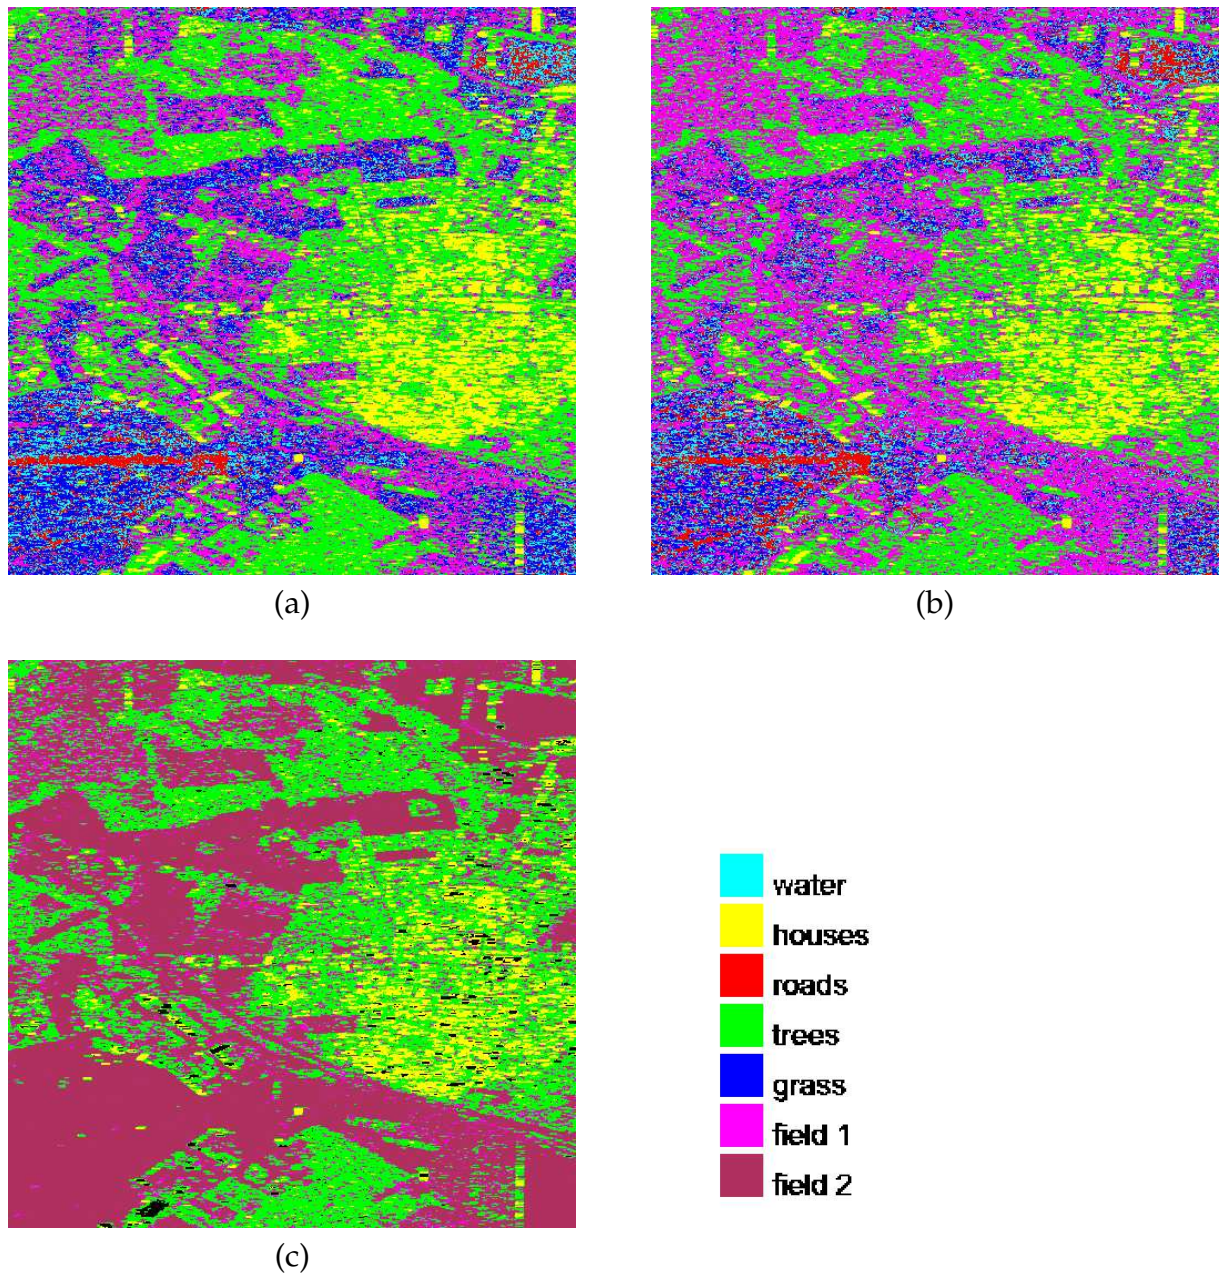 (a)
(b)
water
houses
roads
trees
grass
field 1
field 2
(c)